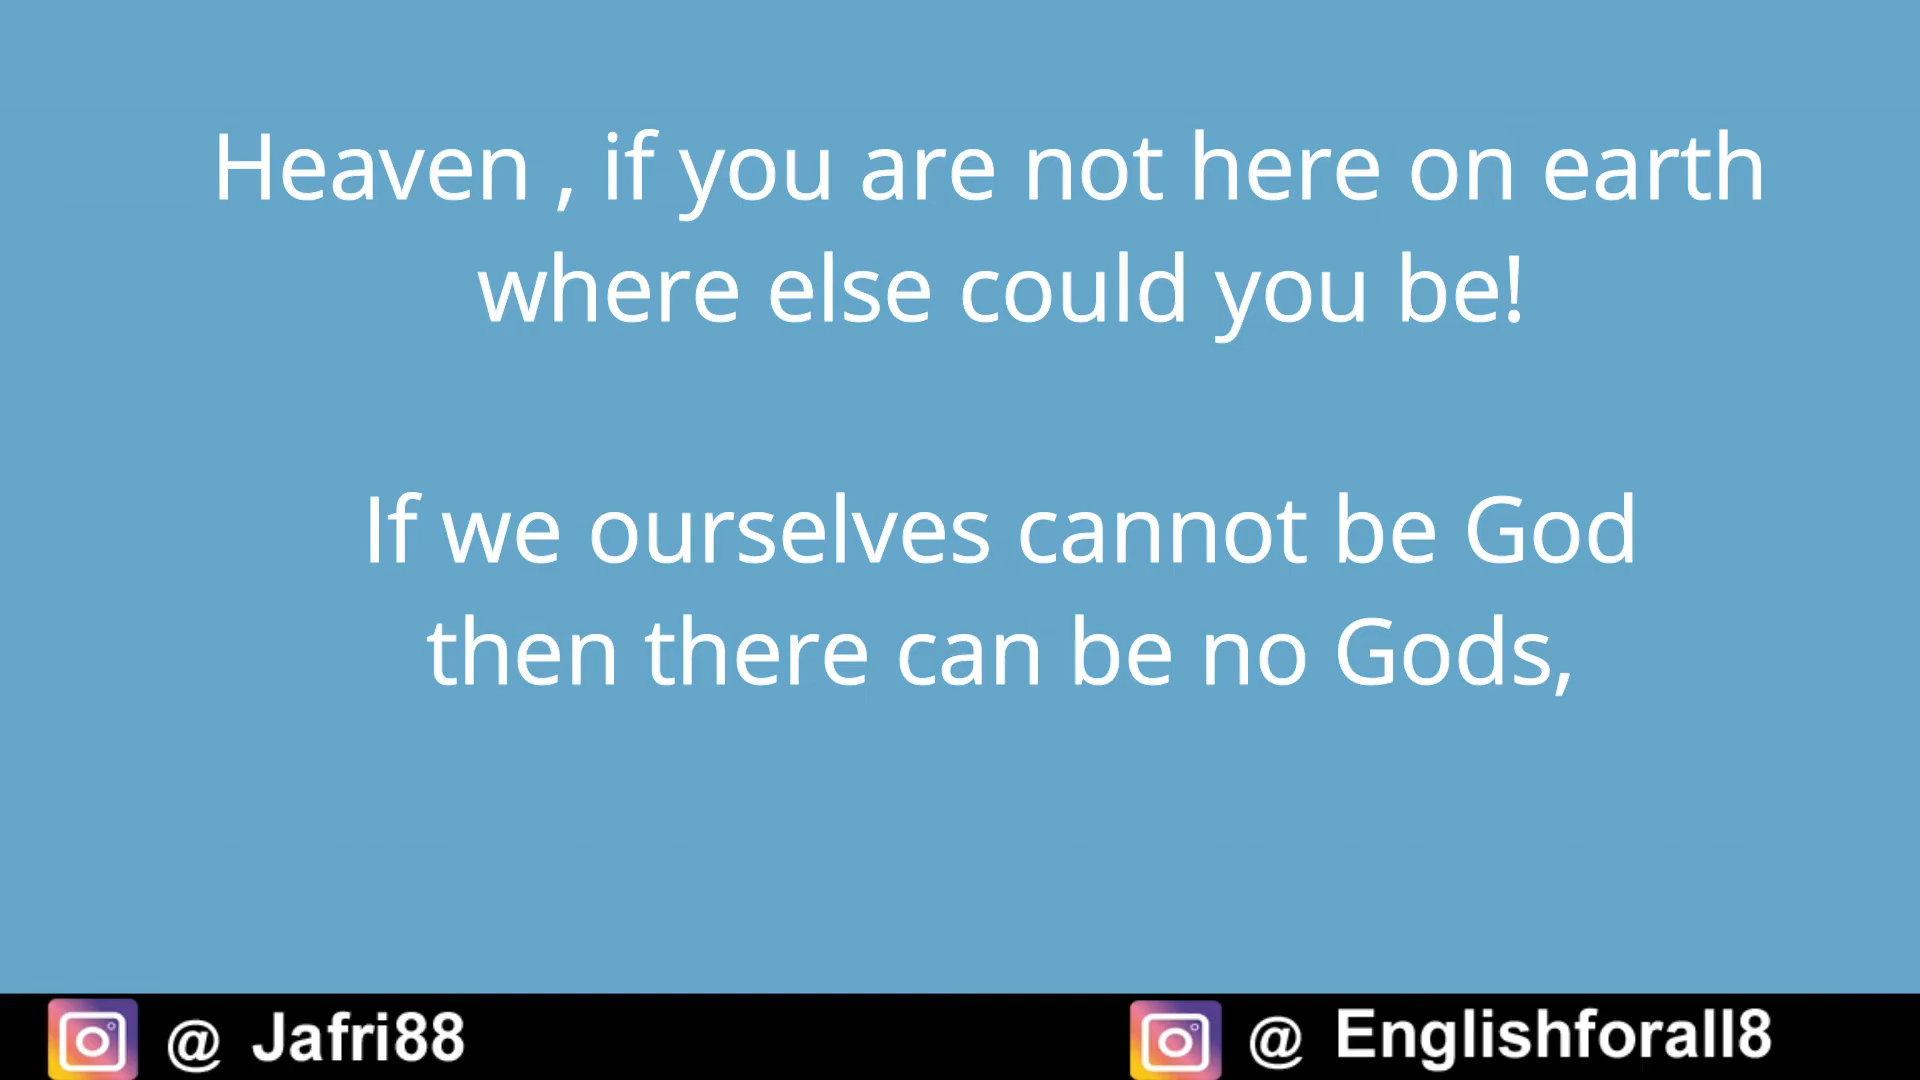 Heaven , if you are not here on earth
where else could you be!
If we ourselves cannot be God
then there can be no Gods,
@ Jafri88
@ Englishforall8